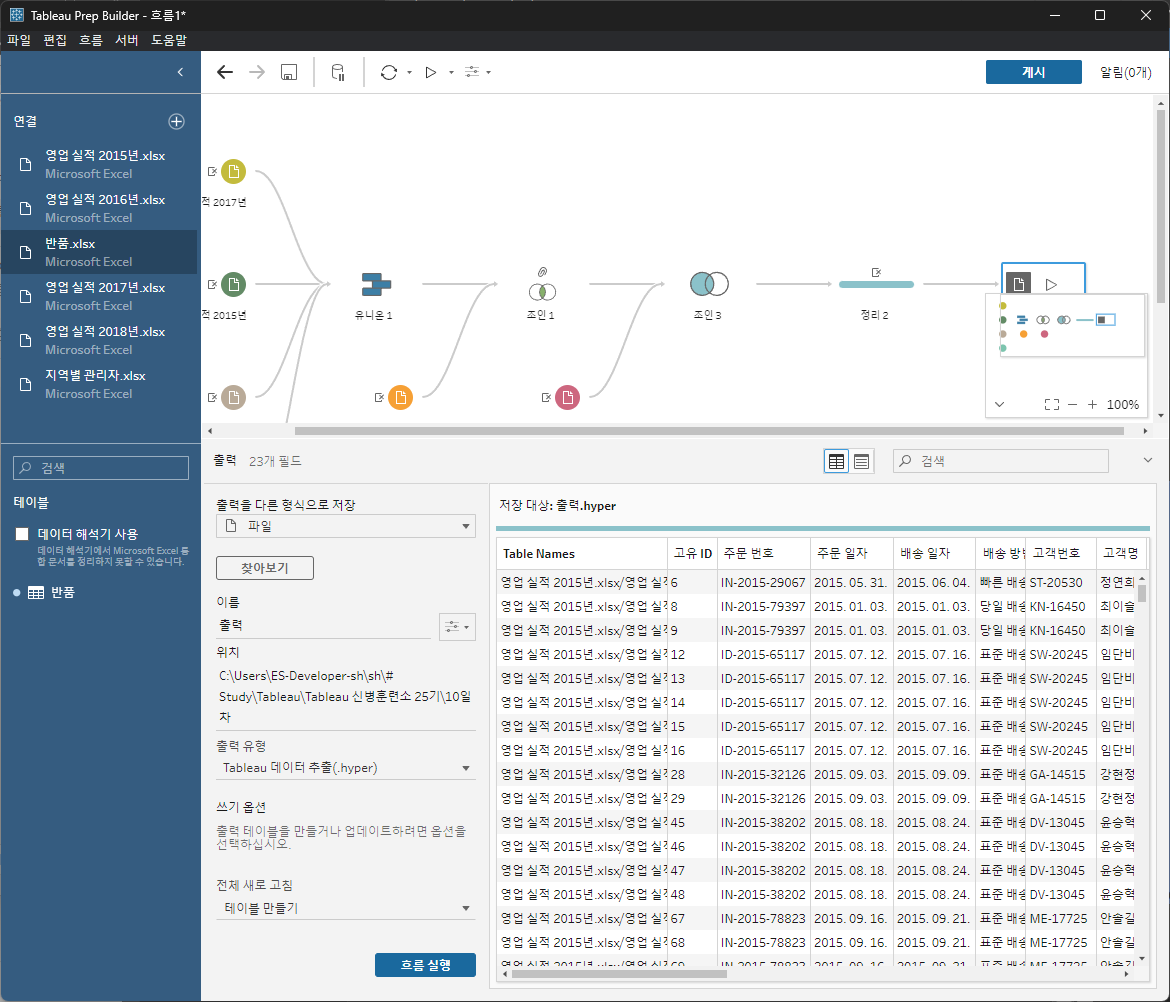 Tableau Prep Builder - 흐름1*
파일 편집 흐름 서버 도움말
게시 알림(0개)
연결
영업 실적 2015년.xlsx
Microsoft Excel
영업 실적 2016년.xlsx
Microsoft Excel
반품.xlsx
Microsoft Excel
영업 실적 2017년.xlsx
Microsoft Excel
영업 실적 2018년.xlsx
Microsoft Excel
지역별 관리자.xlsx
Microsoft Excel
검색
테이블
데이터 해석기 사용
데이터 해석기에서 Microsoft Excel 통
합 문서를 정리하지 못할 수 있습니다.
반품
적 2017년
적 2015년
유니온 1
조인 1
조인 3
정리 2
100%
출력 23개 필드
검색
출력을 다른 형식으로 저장
파일
찾아보기
이름
출력
위치
C:\Users\ES-Developer-sh\sh\#
Study\Tableau\Tableau 신병훈련소 25기\10일
차
출력 유형
Tableau 데이터 추출(.hyper)
쓰기 옵션
출력 테이블을 만들거나 업데이트하려면 옵션을
선택하십시오.
전체 새로 고침
테이블 만들기
흐름 실행
저장 대상: 출력.hyper
Table Names 고유 ID 주문 번호 주문 일자 배송 일자 배송 방법 고객번호 고객명
영업 실적 2015년.xlsx/영업 실적 6 IN-2015-29067 2015. 05. 31. 2015. 06. 04. 빠른 배송 ST-20530 정연희
영업 실적 2015년.xlsx/영업 실적 8 IN-2015-79397 2015. 01. 03. 2015. 01. 03. 당일 배송 KN-16450 최이슬
영업 실적 2015년.xlsx/영업 실적 9 IN-2015-79397 2015. 01. 03. 2015. 01. 03. 당일 배송 KN-16450 최이슬
영업 실적 2015년.xlsx/영업 실적 12 ID-2015-65117 2015. 07. 12. 2015. 07. 16. 표준 배송 SW-20245 임단비
영업 실적 2015년.xlsx/영업 실적 13 ID-2015-65117 2015. 07. 12. 2015. 07. 16. 표준 배송 SW-20245 임단비
영업 실적 2015년.xlsx/영업 실적 14 ID-2015-65117 2015. 07. 12. 2015. 07. 16. 표준 배송 SW-20245 임단비
영업 실적 2015년.xlsx/영업 실적 15 ID-2015-65117 2015. 07. 12. 2015. 07. 16. 표준 배송 SW-20245 임단비
영업 실적 2015년.xlsx/영업 실적 16 ID-2015-65117 2015. 07. 12. 2015. 07. 16. 표준 배송 SW-20245 임단비
영업 실적 2015년.xlsx/영업 실적 28 IN-2015-32126 2015. 09. 03. 2015. 09. 09. 표준 배송 GA-14515 강현정
영업 실적 2015년.xlsx/영업 실적 29 IN-2015-32126 2015. 09. 03. 2015. 09. 09. 표준 배송 GA-14515 강현정
영업 실적 2015년.xlsx/영업 실적 45 IN-2015-38202 2015. 08. 18. 2015. 08. 24. 표준 배송 DV-13045 윤승혁
영업 실적 2015년.xlsx/영업 실적 46 IN-2015-38202 2015. 08. 18. 2015. 08. 24. 표준 배송 DV-13045 윤승혁
영업 실적 2015년.xlsx/영업 실적 47 IN-2015-38202 2015. 08. 18. 2015. 08. 24. 표준 배송 DV-13045 윤승혁
영업 실적 2015년.xlsx/영업 실적 48 IN-2015-38202 2015. 08. 18. 2015. 08. 24. 표준 배송 DV-13045 윤승혁
영업 실적 2015년.xlsx/영업 실적 67 IN-2015-78823 2015. 09. 16. 2015. 09. 21. 표준 배송 ME-17725 안슬길
영업 실적 2015년.xlsx/영업 실적 68 IN-2015-78823 2015. 09. 16. 2015. 09. 21. 표준 배송 ME-17725 안슬길